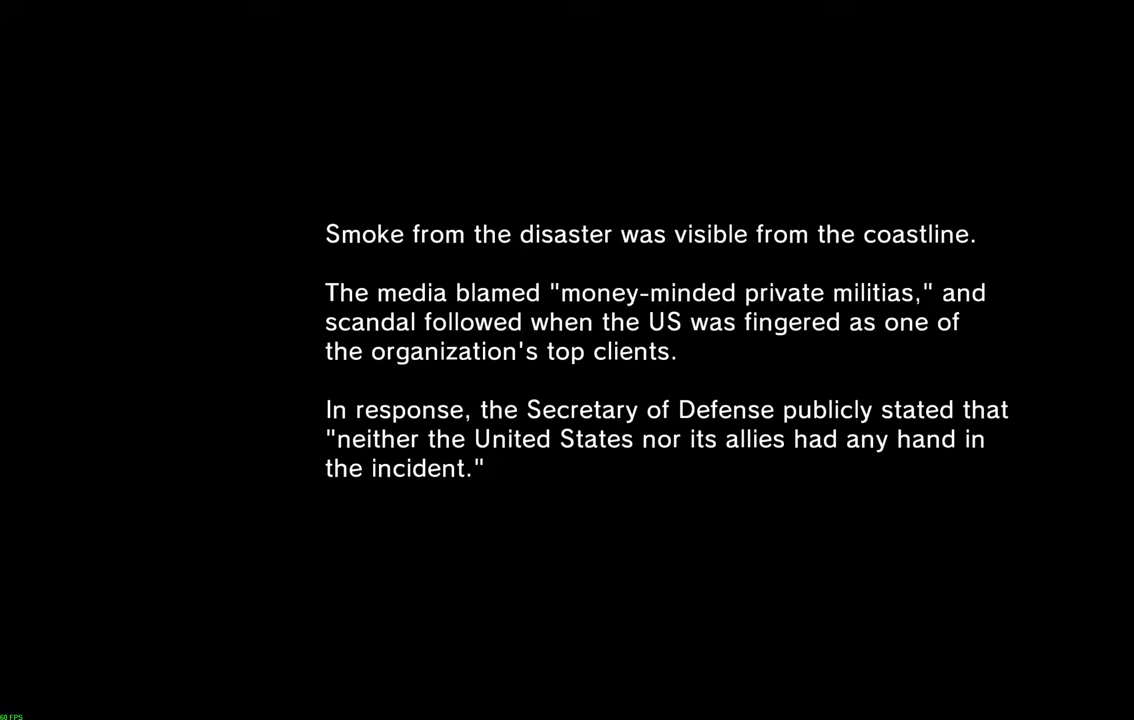 Smoke from the disaster was visible from the coastline.
The media blamed "money-minded private militias," and
scandal followed when the US was fingered as one of
the organization's top clients.
In response, the Secretary of Defense publicly stated that
"neither the United States nor its allies had any hand in
the incident."
60 FPS